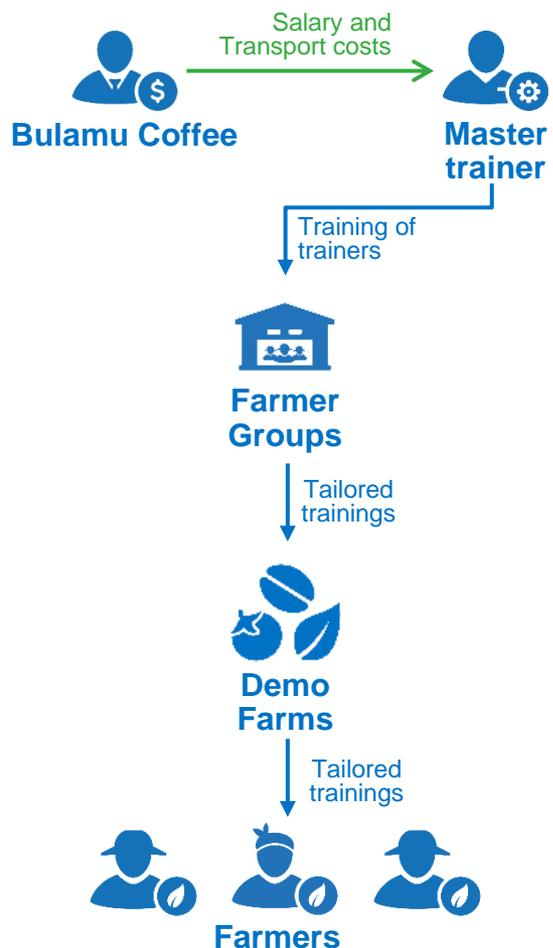 Salary and
Transport costs
$
Bulamu Coffee
Master
trainer
Training of
trainers
Farmer
Groups
Tailored
trainings
Demo
Farms
Tailored
trainings
Farmers